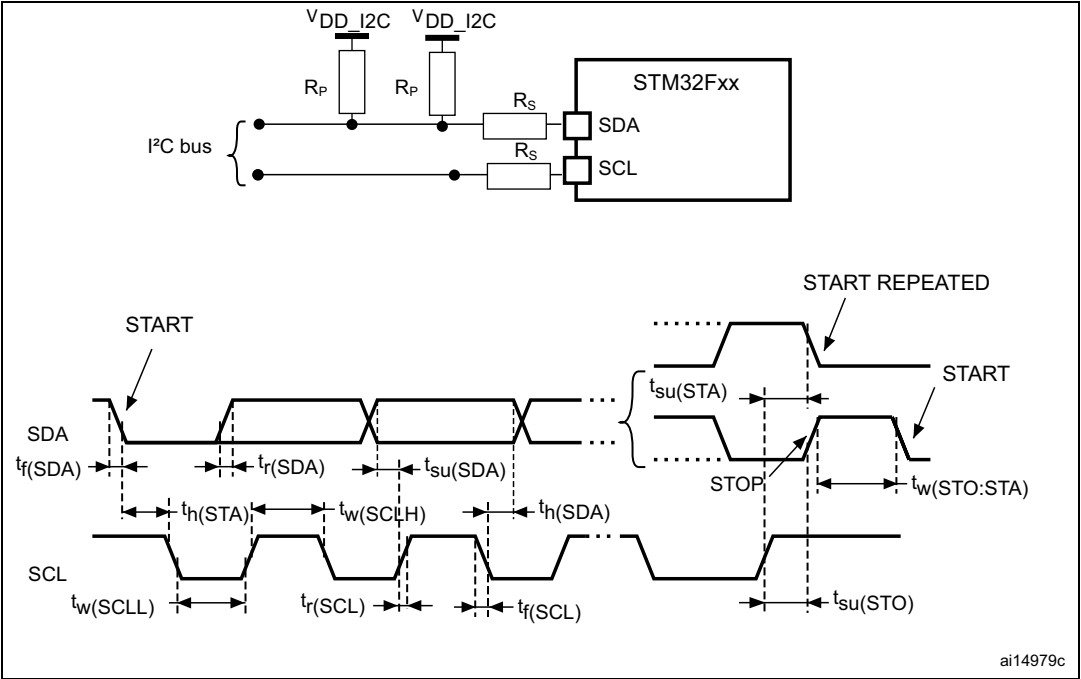 VDD_I2C VDD_I2C
STM32Fxx
RP RP
RS
SDA
I²C bus
RS
SCL
START REPEATED
START
tsu(STA)
START
SDA
tf(SDA) tr(SDA) tsu(SDA)
STOP
tw(STO:STA)
th(STA) tw(SCLH) th(SDA)
SCL
tw(SCLL) tr(SCL) tf(SCL) tsu(STO)
ai14979c